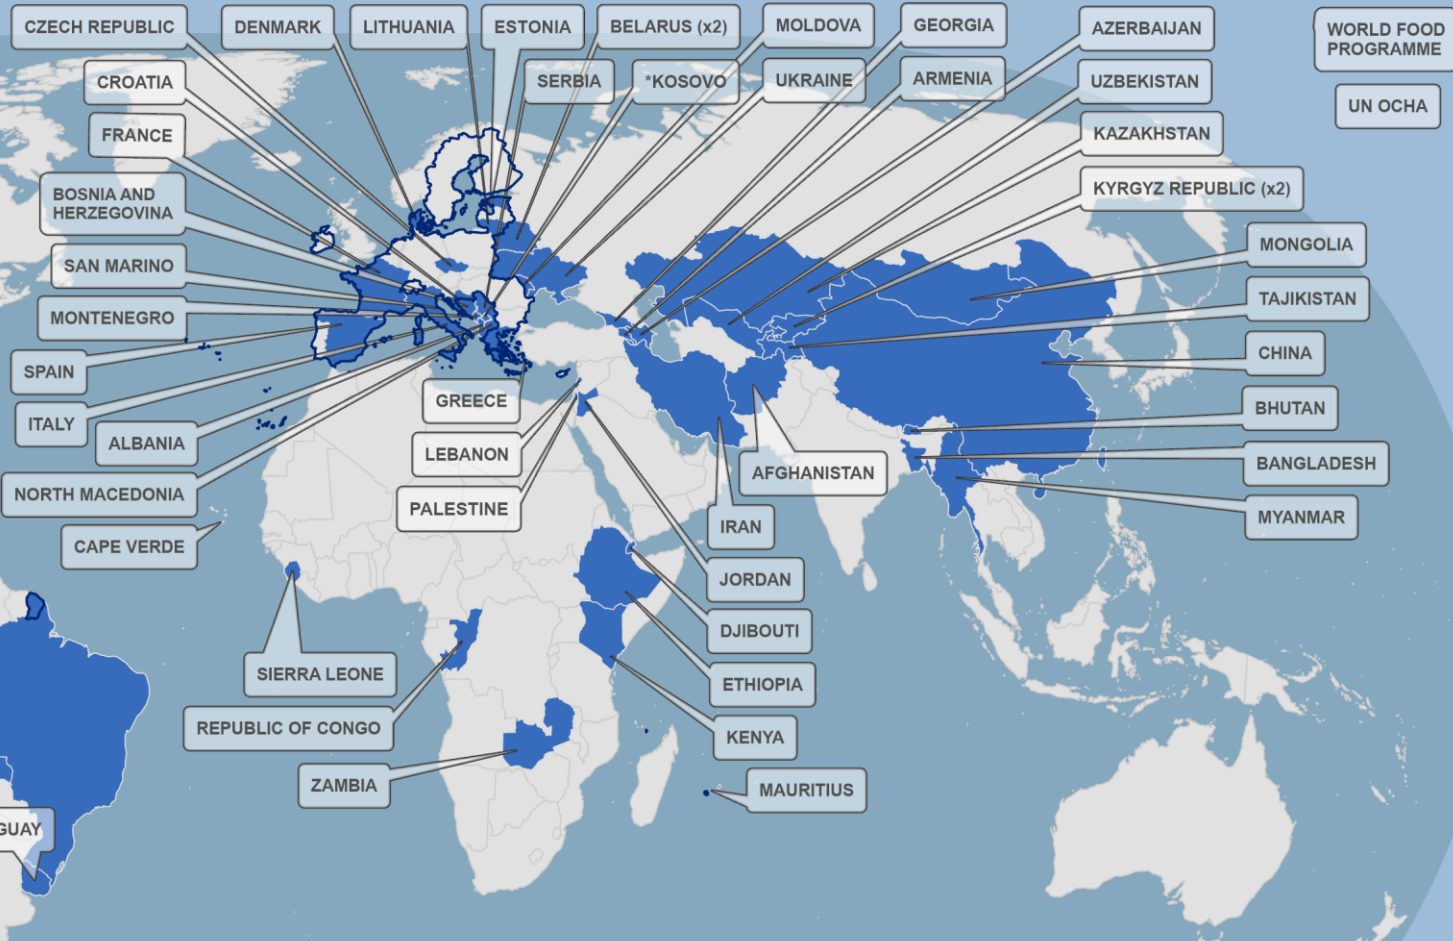 CZECH REPUBLIC
DENMARK
LITHUANIA
ESTONIA
BELARUS (x2)
MOLDOVA
GEORGIA
AZERBAIJAN
WORLD FOOD
PROGRAMME
CROATIA
SERBIA
*KOSOVO
UKRAINE
ARMENIA
UZBEKISTAN
UN OCHA
FRANCE
KAZAKHSTAN
BOSNIA AND
HERZEGOVINA
KYRGYZ REPUBLIC (x2)
MONGOLIA
SAN MARINO
TAJIKISTAN
MONTENEGRO
CHINA
SPAIN
GREECE
BHUTAN
ITALY
ALBANIA
LEBANON
BANGLADESH
AFGHANISTAN
NORTH MACEDONIA
PALESTINE
MYANMAR
IRAN
CAPE VERDE
JORDAN
DJIBOUTI
SIERRA LEONE
ETHIOPIA
REPUBLIC OF CONGO
KENYA
ZAMBIA
MAURITIUS
GUAY